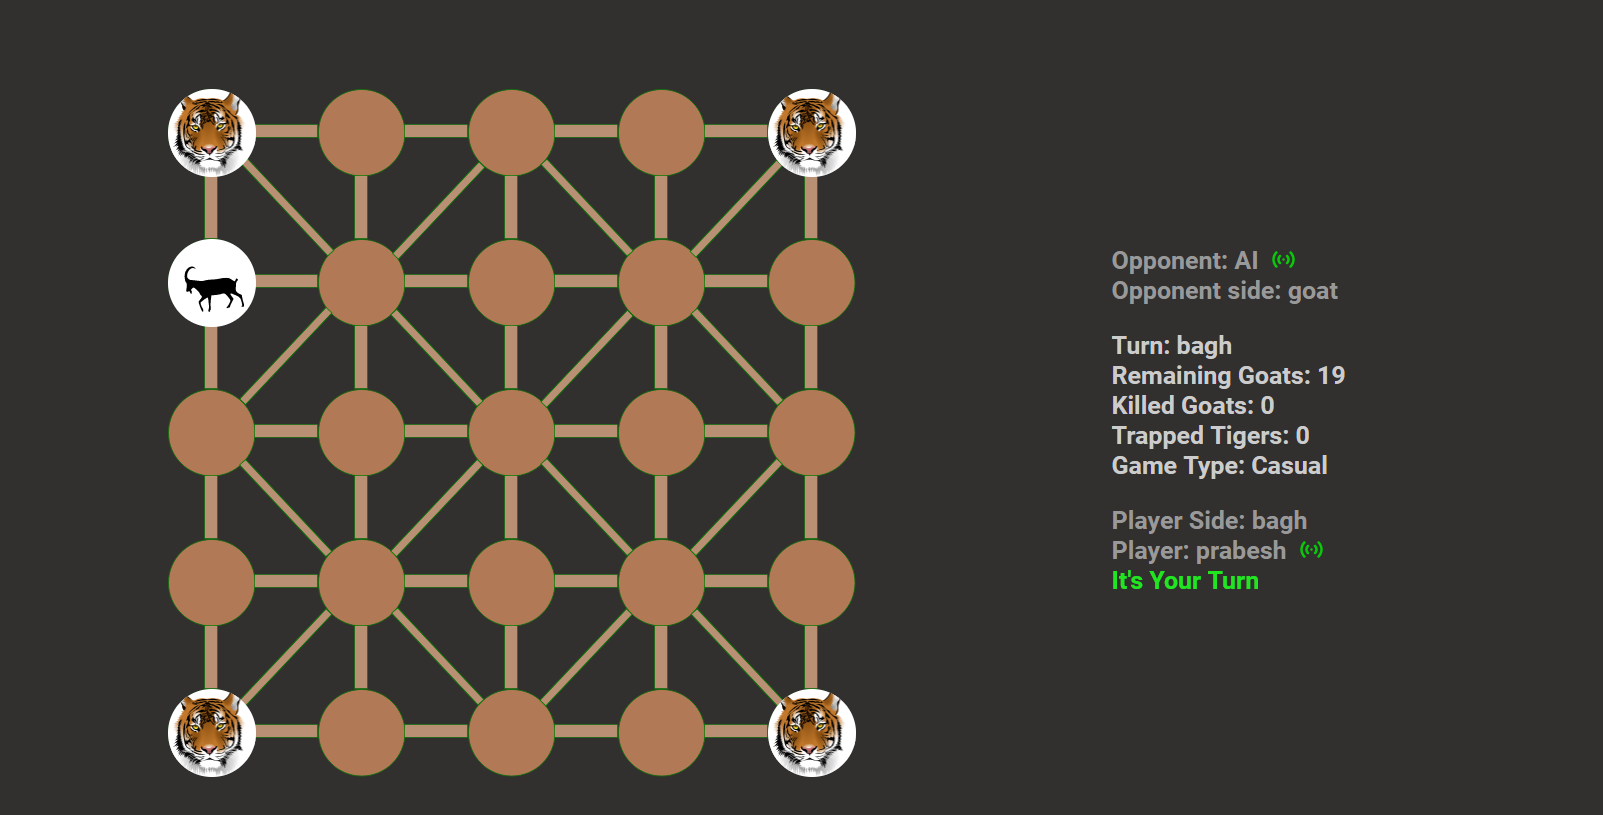 Opponent: AI
Opponent side: goat
Turn: bagh
Remaining Goats: 19
Killed Goats: 0
Trapped Tigers: 0
Game Type: Casual
Player Side: bagh
Player: prabesh
It's Your Turn